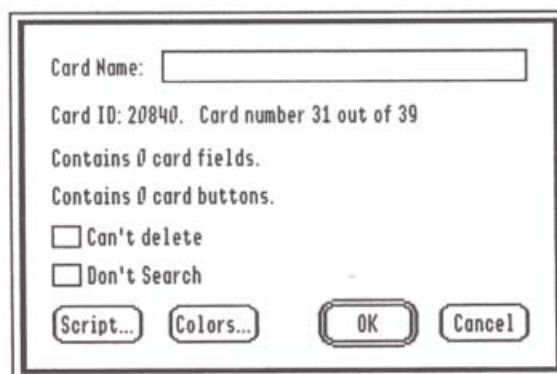 Card Name:
Card ID: 20840. Card number 31 out of 39
Contains 0 card fields.
Contains 0 card buttons.
Can't delete
Don't Search
Script... Colors... OK Cancel